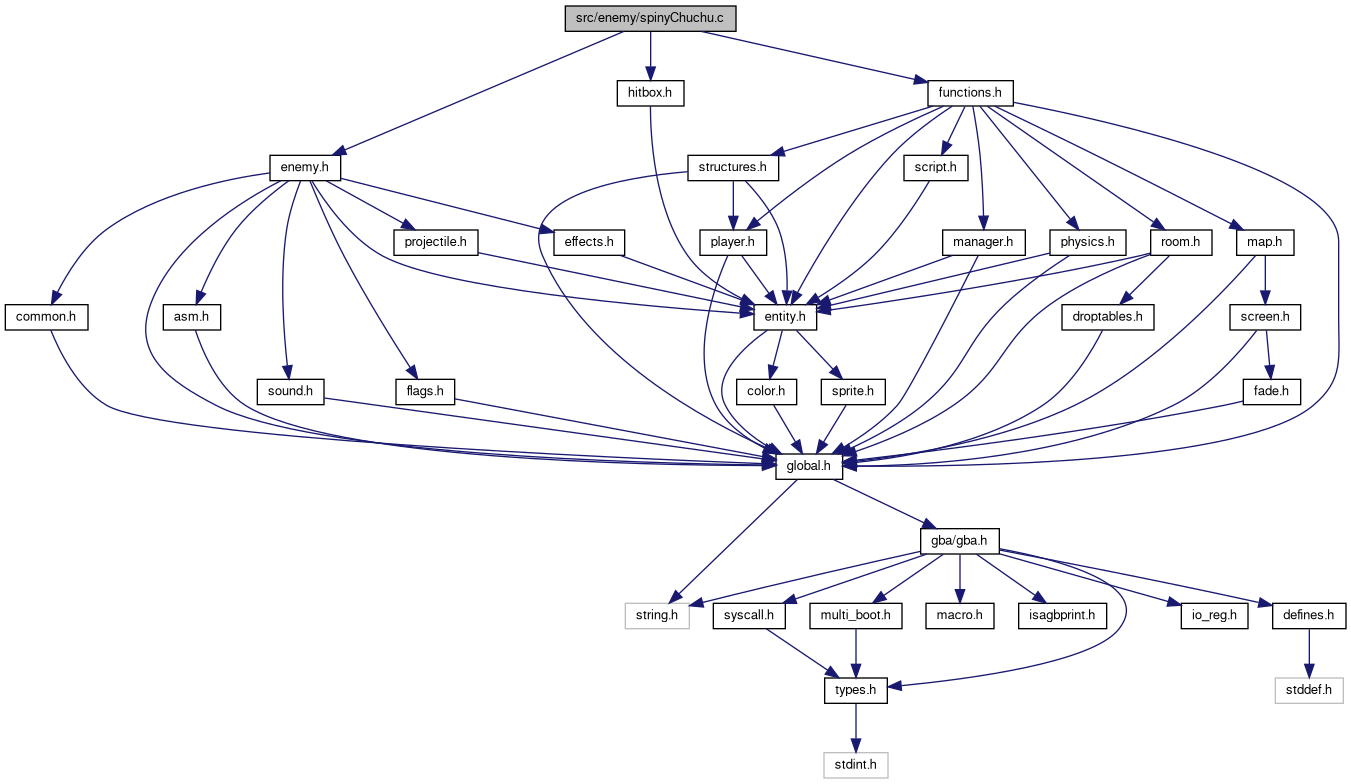 src/enemy/spinyChuchu.c
hitbox.h
functions.h
enemy.h
structures.h
script.h
projectile.h
effects.h
player.h
manager.h
physics.h
room.h
map.h
common.h
asm.h
entity.h
droptables.h
screen.h
sound.h
flags.h
color.h
sprite.h
fade.h
global.h
gba/gba.h
string.h
syscall.h
multi_boot.h
macro.h
isagbprint.h
io_reg.h
defines.h
types.h
stddef.h
stdint.h